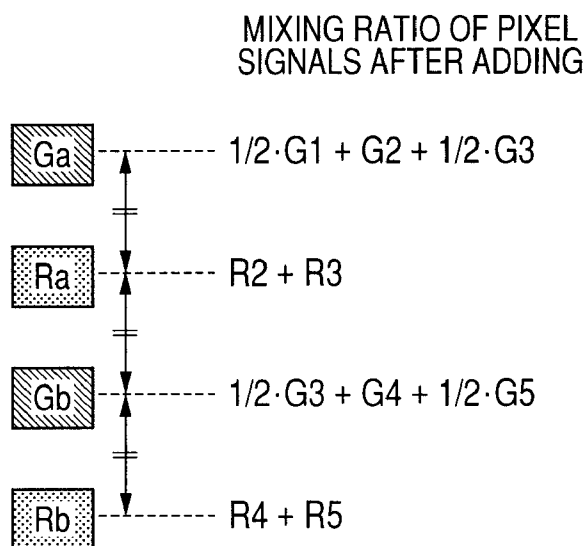 MIXING RATIO OF PIXEL
SIGNALS AFTER ADDING
Ga 1/2·G1 + G2 + 1/2·G3
Ra R2 + R3
Gb 1/2·G3 + G4 + 1/2·G5
Rb R4 + R5